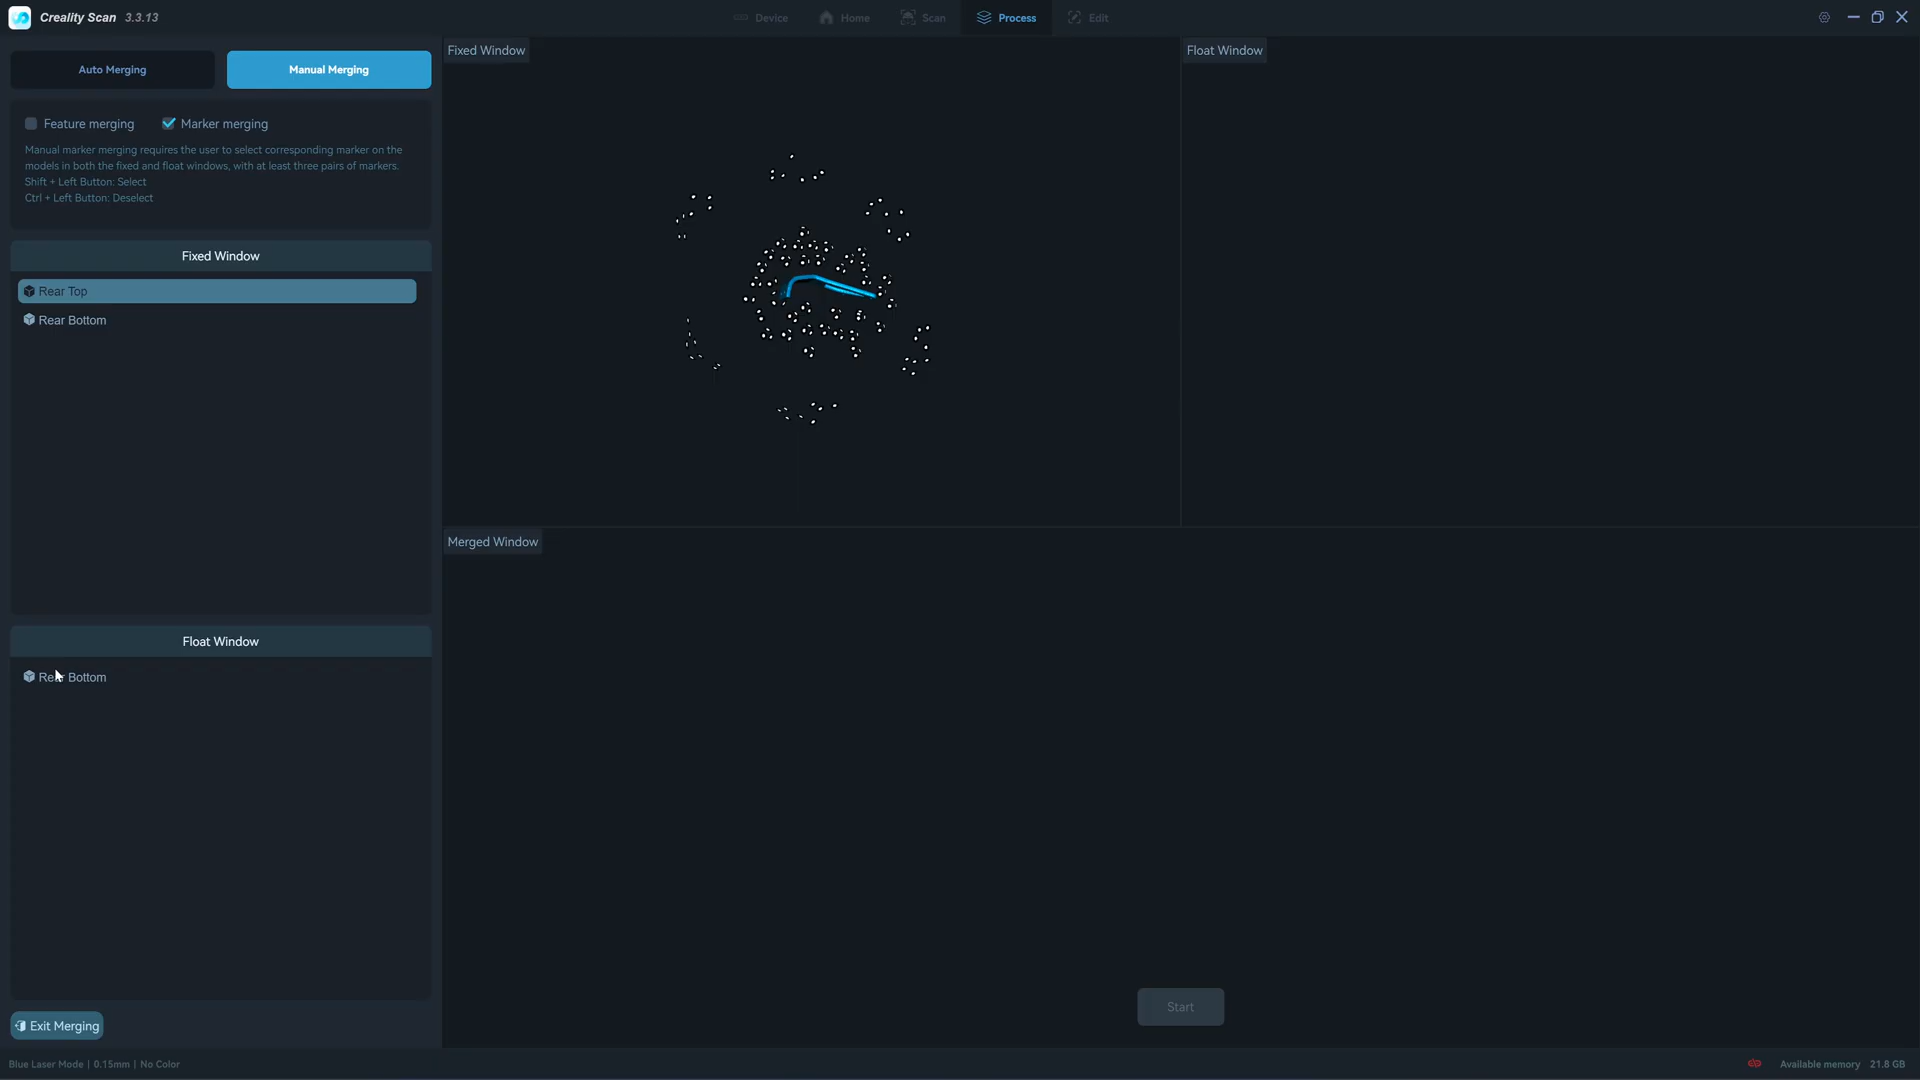 Creality Scan 3.3.13
Device
Home
Scan
Process
Edit
Auto Merging
Manual Merging
Feature merging
Marker merging
Manual marker merging requires the user to select corresponding marker on the
models in both the fixed and float windows, with at least three pairs of markers.
Shift + Left Button: Select
Ctrl + Left Button: Deselect
Fixed Window
Rear Top
Rear Bottom
Float Window
Rear Bottom
Exit Merging
Fixed Window
Float Window
Merged Window
Start
Blue Laser Mode | 0.15mm | No Color
Available memory 21.8 GB